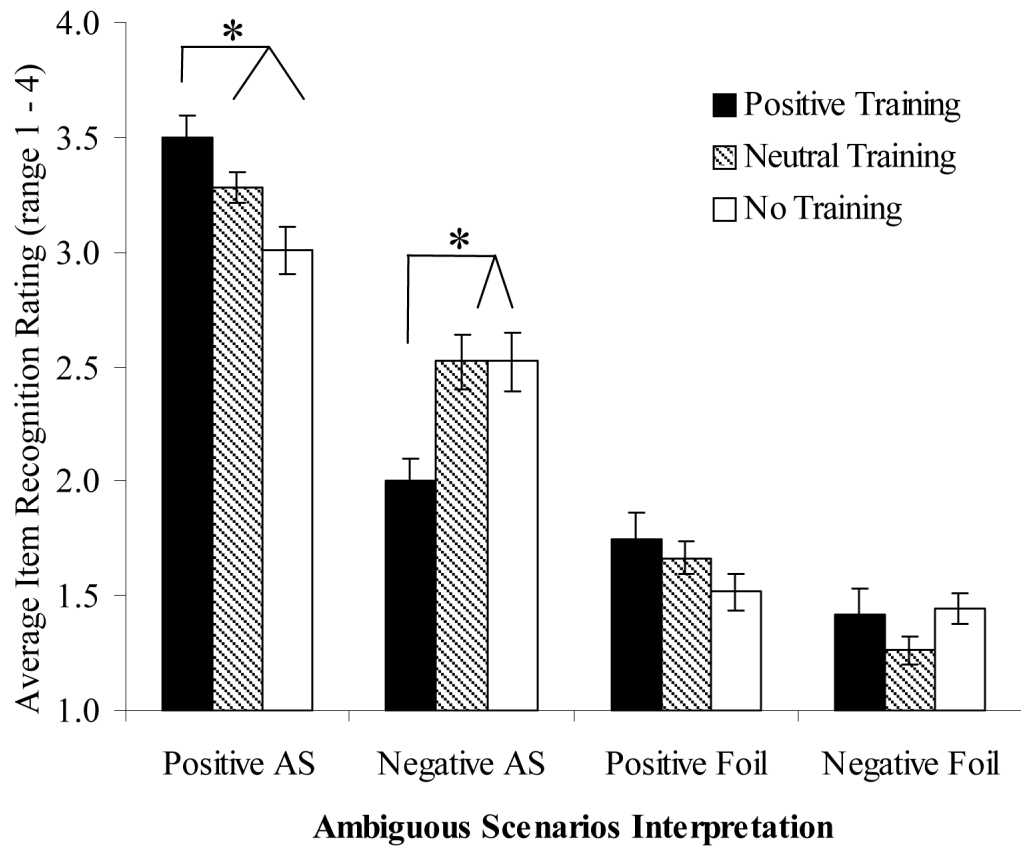 Average Item Recognition Rating (range 1 - 4)
4.0
3.5
3.0
2.5
2.0
1.5
1.0
*
*
Positive Training
Neutral Training
No Training
Positive AS
Negative AS
Positive Foil
Negative Foil
Ambiguous Scenarios Interpretation